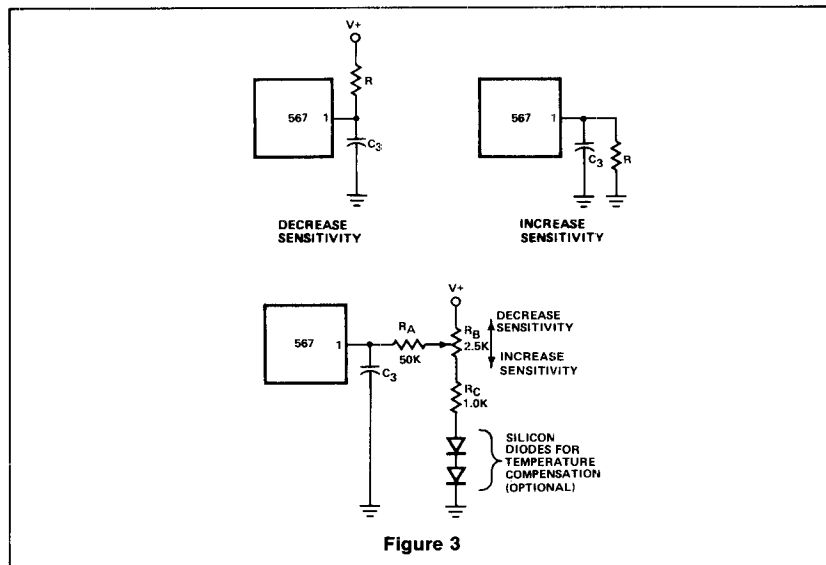 V+
R
567 1
C3
DECREASE
SENSITIVITY
567 1
C3
R
INCREASE
SENSITIVITY
V+
567 1
RA
50K
RB
2.5K
DECREASE
SENSITIVITY
INCREASE
SENSITIVITY
C3
RC
1.0K
SILICON
DIODES FOR
TEMPERATURE
COMPENSATION
(OPTIONAL)
Figure 3